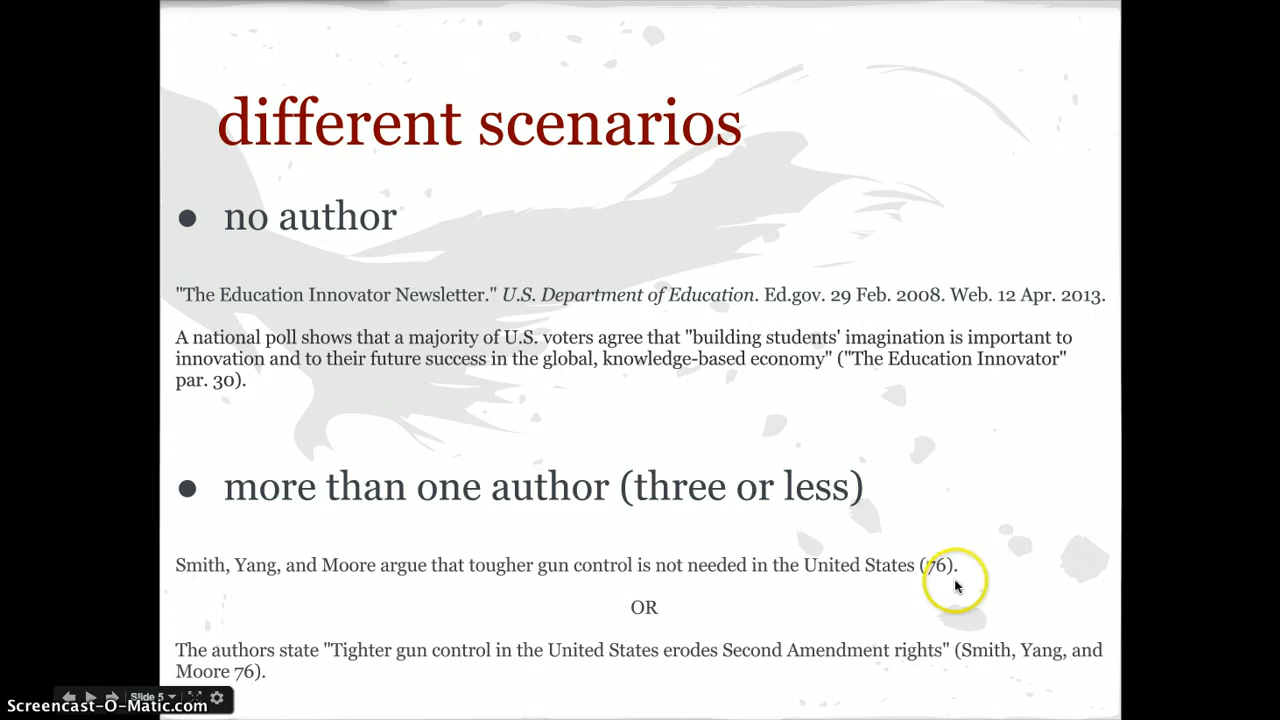 different scenarios
● no author
"The Education Innovator Newsletter." U.S. Department of Education. Ed.gov. 29 Feb. 2008. Web. 12 Apr. 2013.
A national poll shows that a majority of U.S. voters agree that "building students' imagination is important to
innovation and to their future success in the global, knowledge-based economy" ("The Education Innovator"
par. 30).
● more than one author (three or less)
Smith, Yang, and Moore argue that tougher gun control is not needed in the United States (76).
OR
The authors state "Tighter gun control in the United States erodes Second Amendment rights" (Smith, Yang, and
Moore 76).
Slide 5
Screencast-O-Matic.com